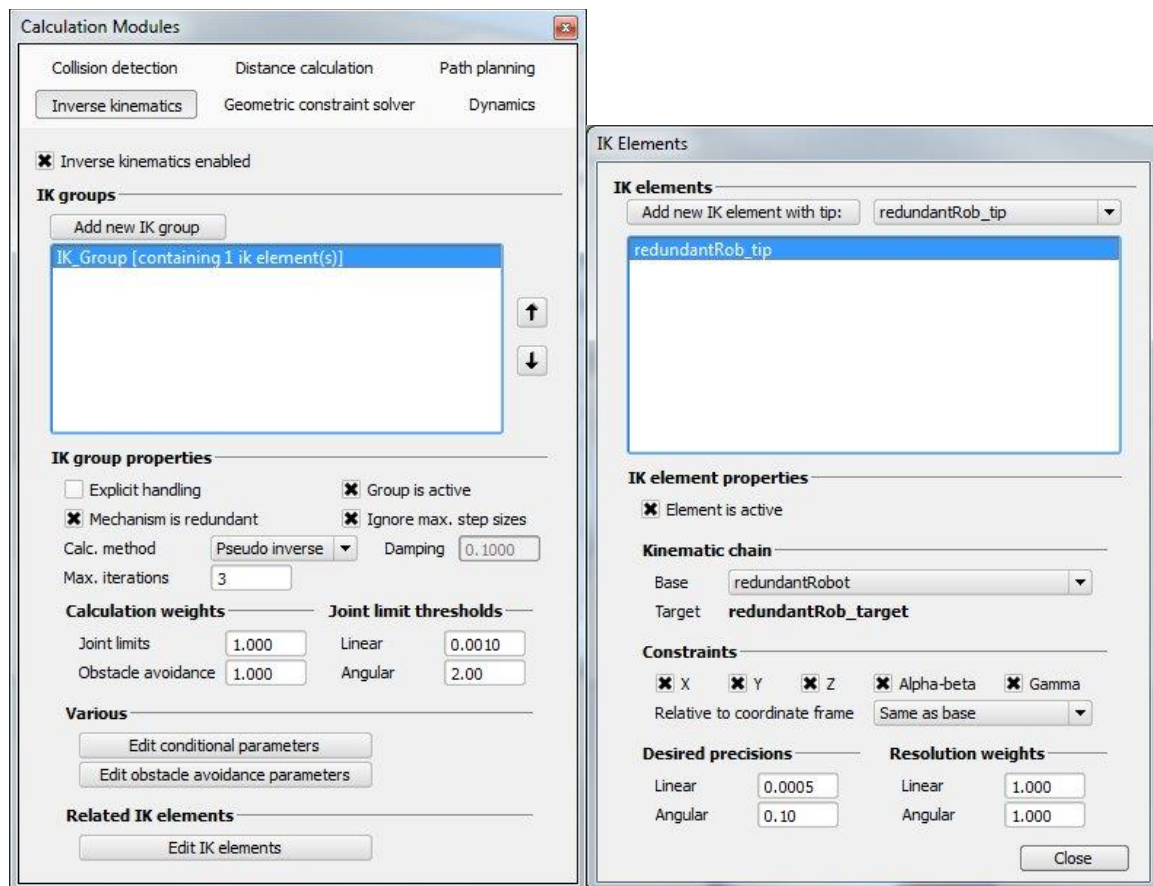 Calculation Modules
Collision detection Distance calculation Path planning
Inverse kinematics Geometric constraint solver Dynamics
Inverse kinematics enabled
IK groups
Add new IK group
IK_Group [containing 1 ik element(s)]
IK group properties
Explicit handling Group is active
Mechanism is redundant Ignore max. step sizes
Calc. method Pseudo inverse Damping 0.1000
Max. iterations 3
Calculation weights Joint limit thresholds
Joint limits 1.000 Linear 0.0010
Obstacle avoidance 1.000 Angular 2.00
Various
Edit conditional parameters
Edit obstacle avoidance parameters
Related IK elements
Edit IK elements
IK Elements
IK elements
Add new IK element with tip: redundantRob_tip
redundantRob_tip
IK element properties
Element is active
Kinematic chain
Base redundantRobot
Target redundantRob_target
Constraints
X Y Z Alpha-beta Gamma
Relative to coordinate frame Same as base
Desired precisions Resolution weights
Linear 0.0005 Linear 1.000
Angular 0.10 Angular 1.000
Close